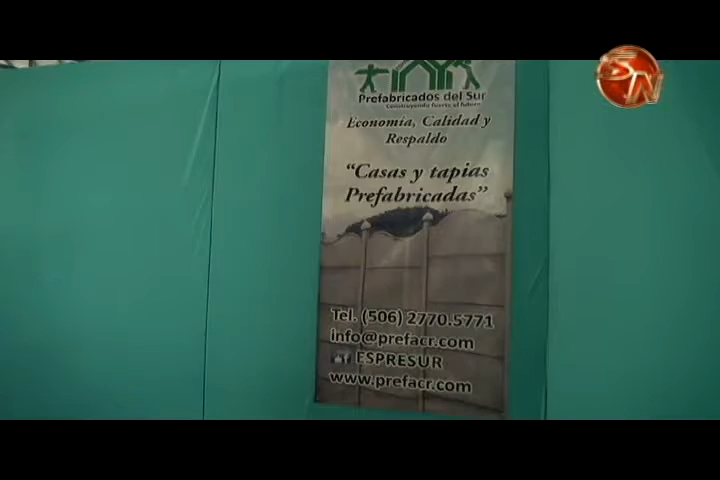 SN
Prefabricados del Sur
Construyendo fuerte el futuro
Economía, Calidad y
Respaldo
"Casas y tapias
Prefabricadas"
Tel. (506) 2770.5771
info@prefacr.com
ESPRESUR
www.prefacr.com